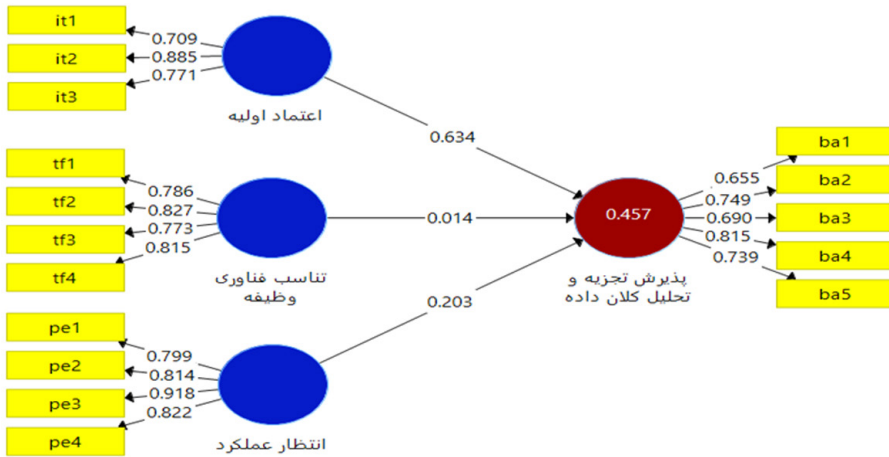 it1
it2
it3
0.709
0.885
0.771
اعتماد اولیه
0.634
tf1
tf2
tf3
tf4
0.786
0.827
0.773
0.815
تناسب فناوری
وظیفه
0.014
pe1
pe2
pe3
pe4
0.799
0.814
0.918
0.822
انتظار عملکرد
0.203
0.457
پذیرش تجزیه و
تحلیل کلان داده
0.655
0.749
0.690
0.815
0.739
ba1
ba2
ba3
ba4
ba5